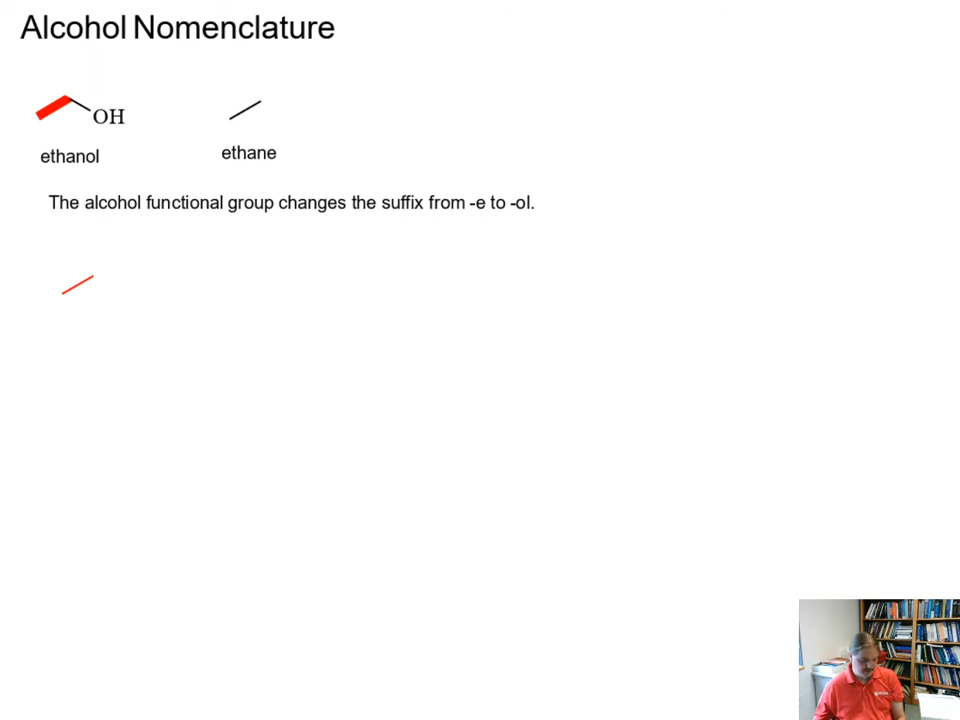 Alcohol Nomenclature
OH
ethanol
ethane
The alcohol functional group changes the suffix from -e to -ol.